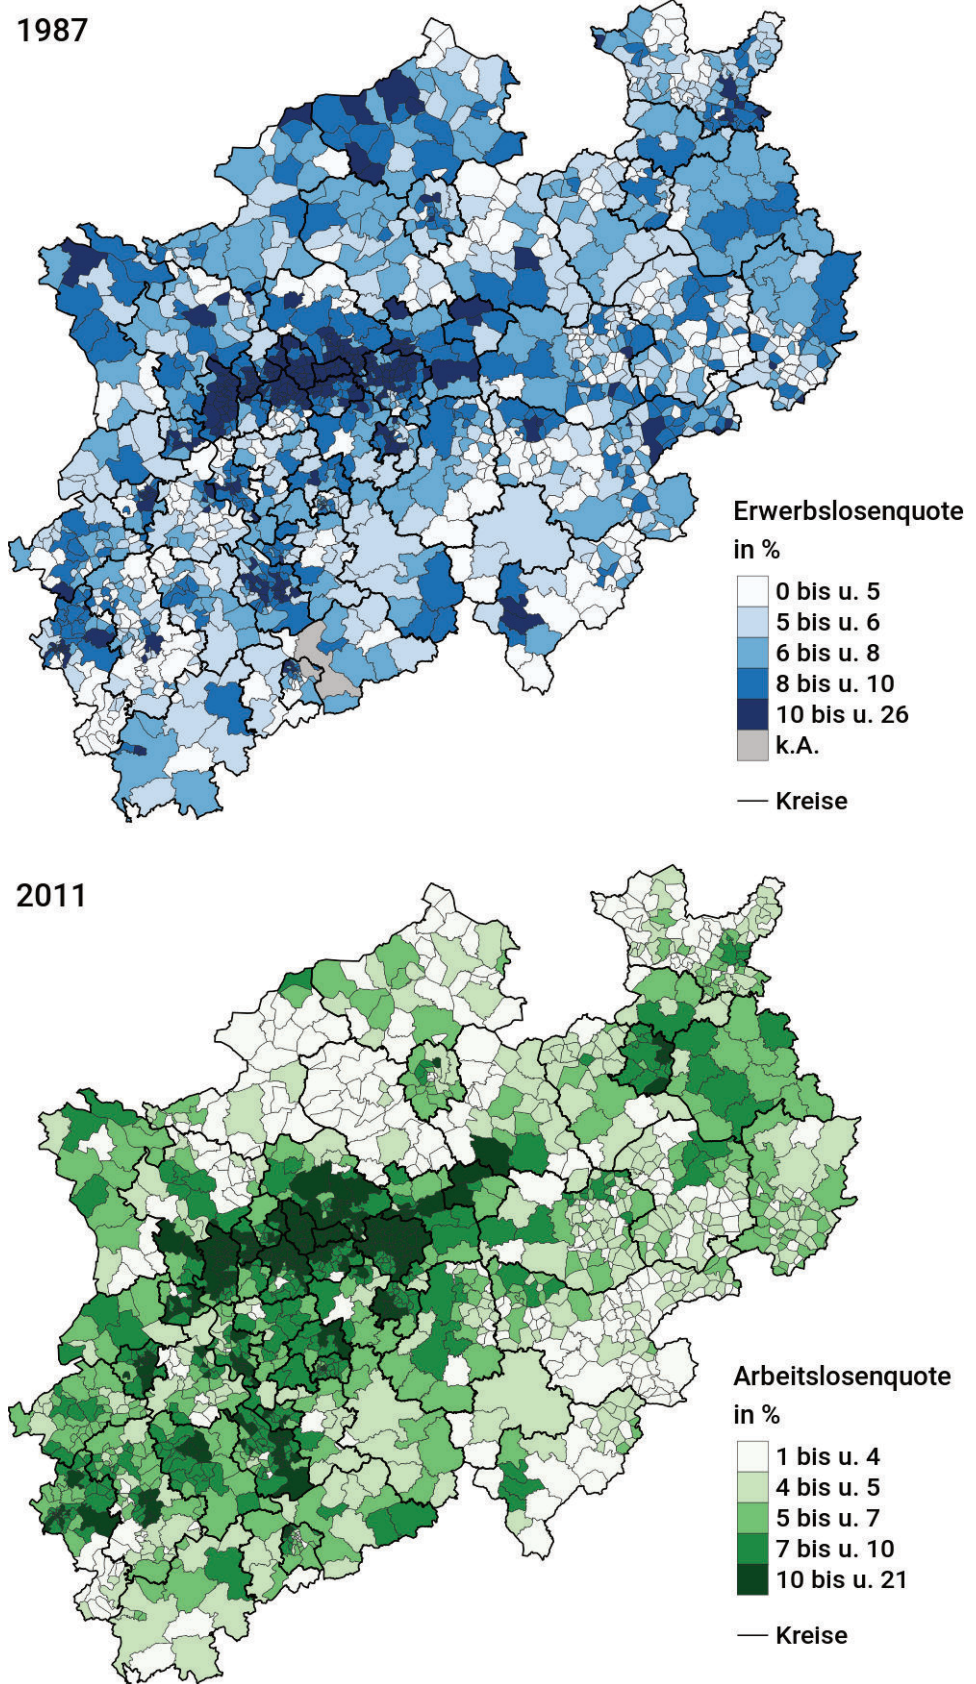 1987
Erwerbslosenquote
in %
0 bis u. 5
5 bis u. 6
6 bis u. 8
8 bis u. 10
10 bis u. 26
k.A.
Kreise
2011
Arbeitslosenquote
in %
1 bis u. 4
4 bis u. 5
5 bis u. 7
7 bis u. 10
10 bis u. 21
Kreise